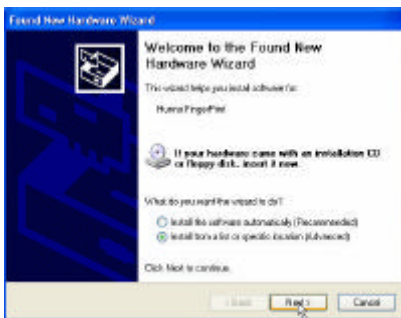 Found New Hardware Wizard
Welcome to the Found New
Hardware Wizard
This wizard helps you install software for:
FingerPrint
If your hardware came with an installation CD
or floppy disk, insert it now.
What do you want the wizard to do?
Install the software automatically (Recommended)
Install from a list or specific location (Advanced)
Click Next to continue.
< Back
Next >
Cancel